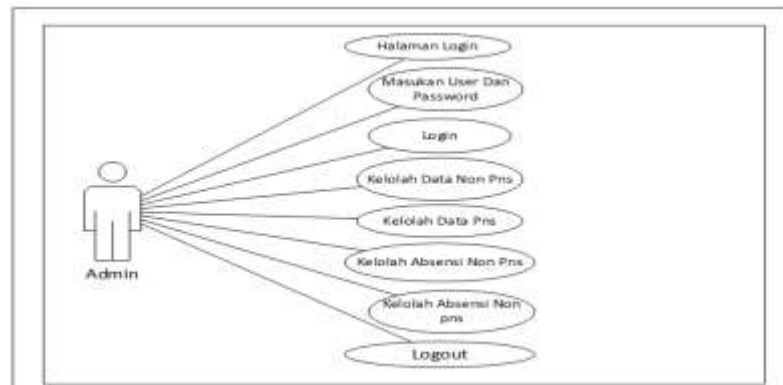 Halaman Login
Masukan User Dan
Password
Login
Kelolah Data Non Pns
Kelolah Data Pns
Kelolah Absensi Non Pns
Kelolah Absensi Non
pns
Logout
Admin